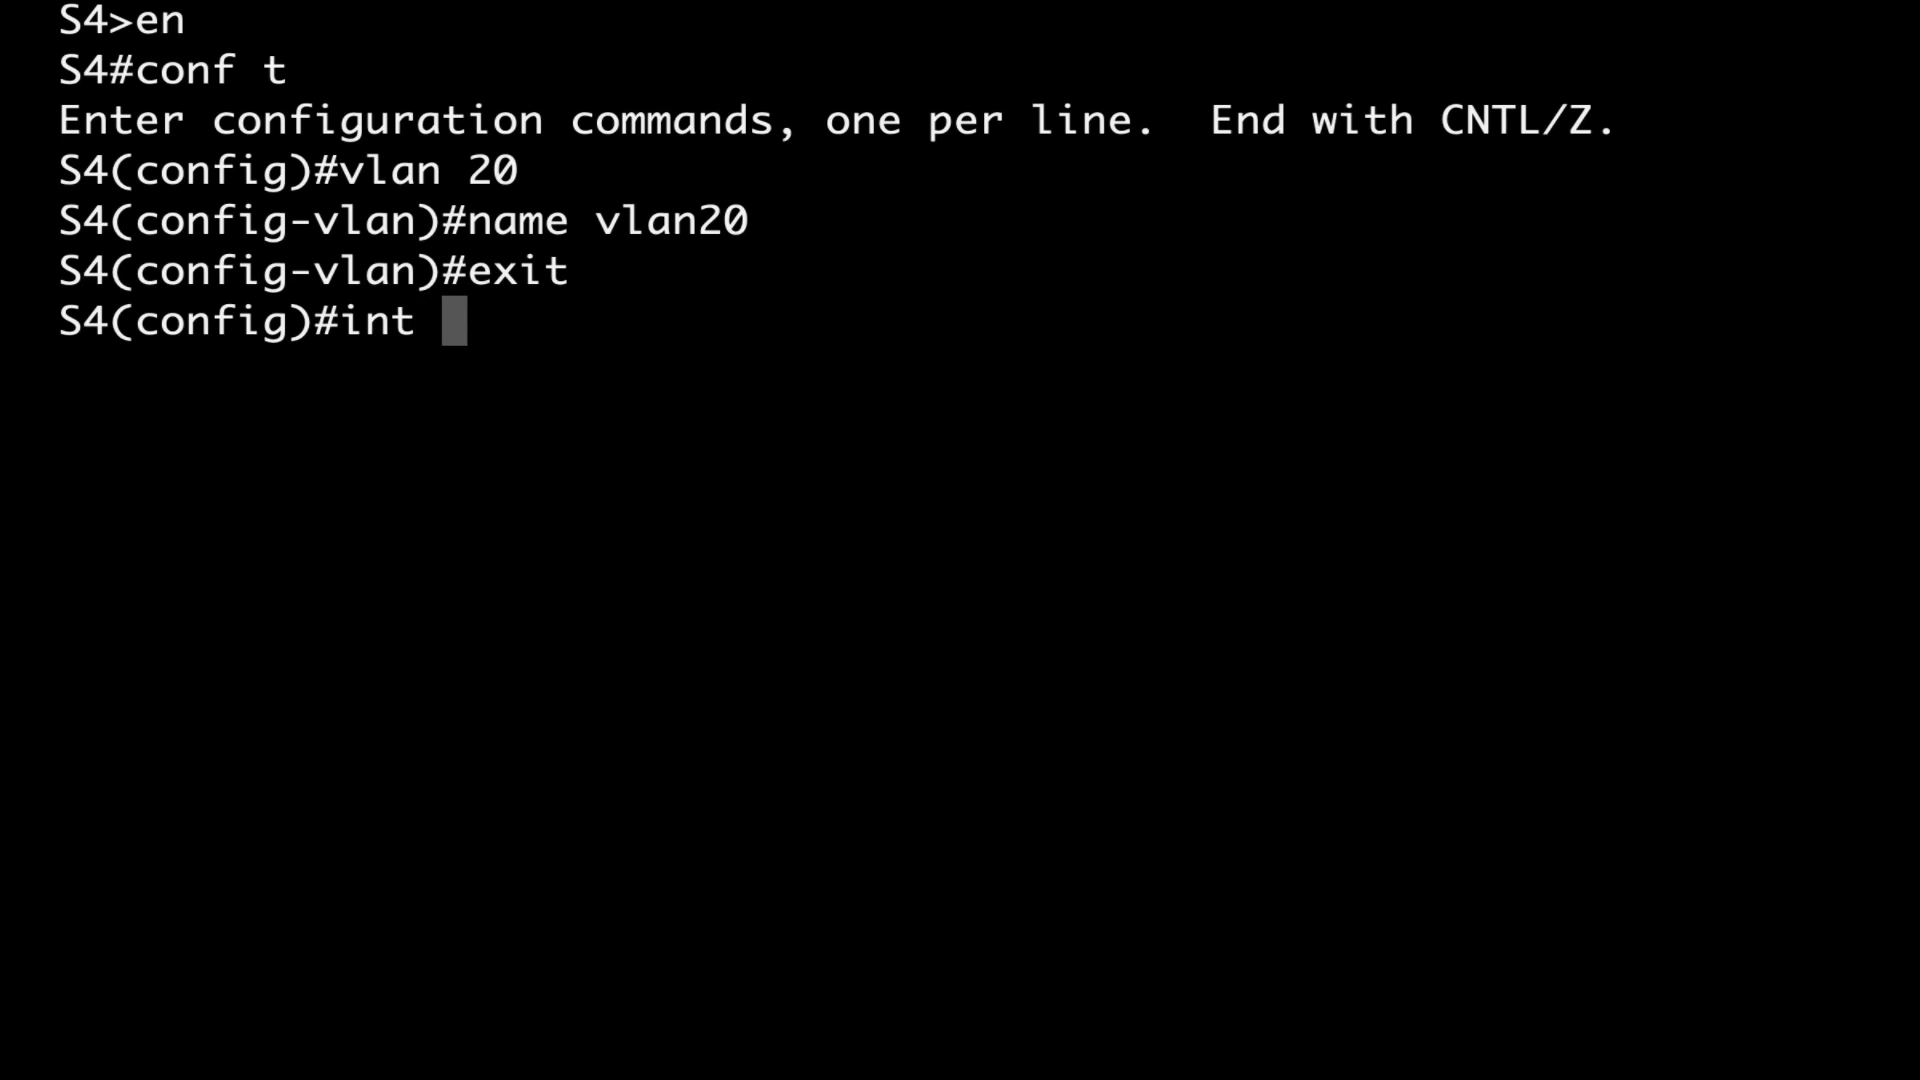 S4>en
S4#conf t
Enter configuration commands, one per line.  End with CNTL/Z.
S4(config)#vlan 20
S4(config-vlan)#name vlan20
S4(config-vlan)#exit
S4(config)#int